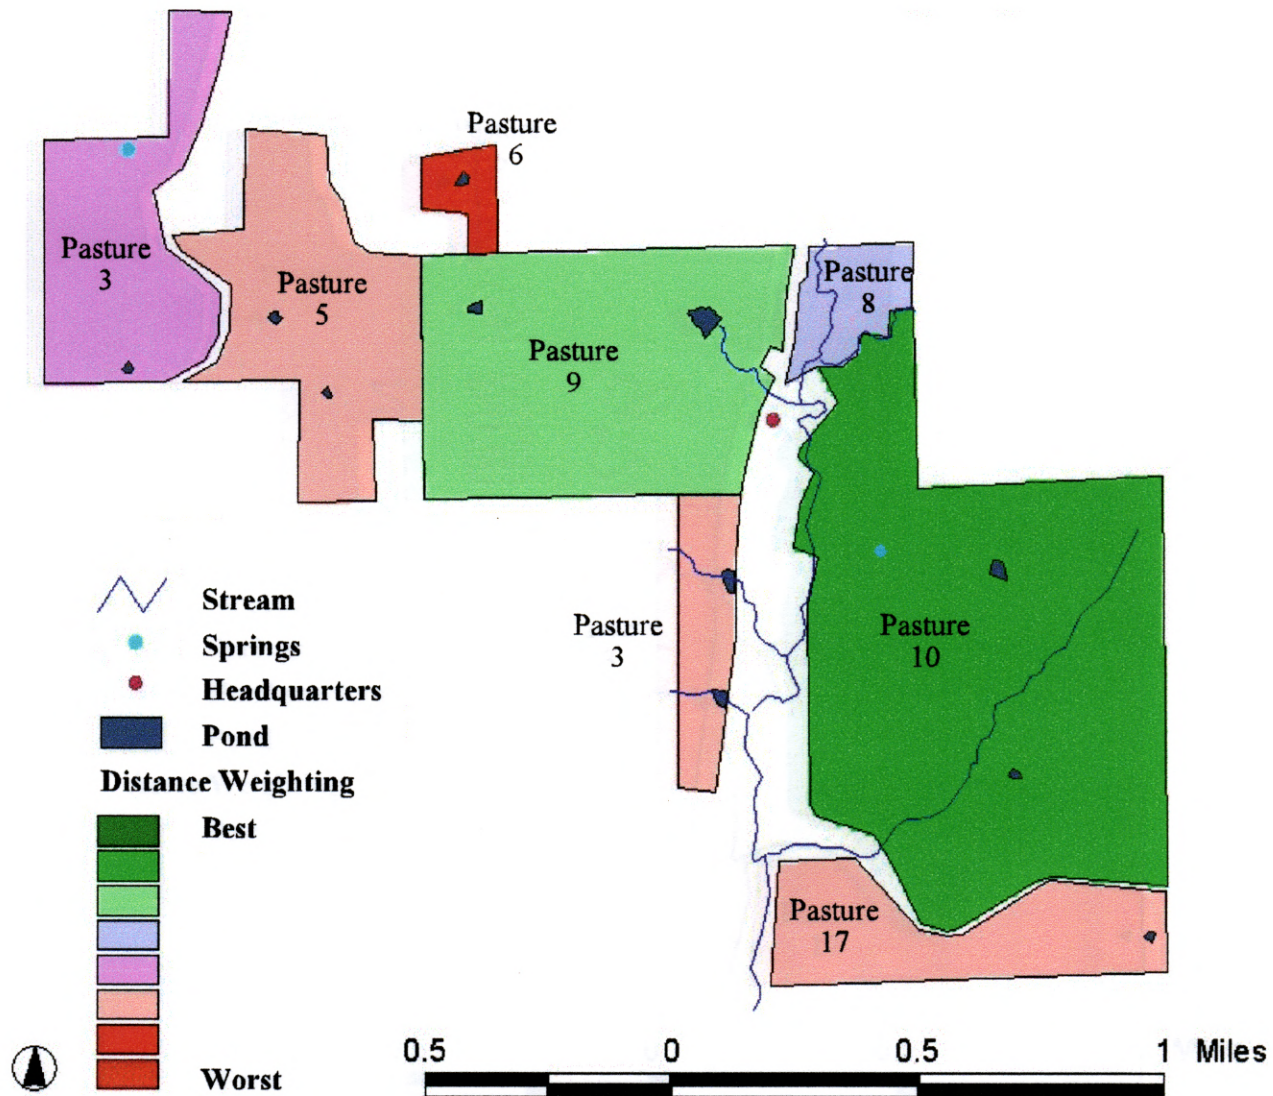 Pasture
6
Pasture
3
Pasture
5
Pasture
8
Pasture
9
Stream
Springs
Headquarters
Pond
Distance Weighting
Best
Worst
Pasture
3
Pasture
10
Pasture
17
0.5 0 0.5 1 Miles